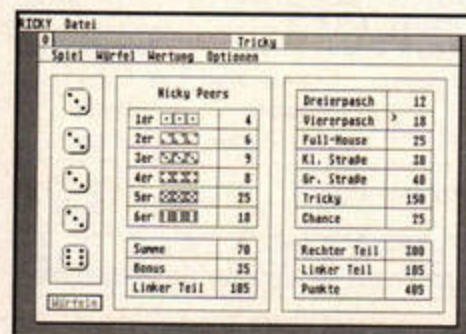 RICKY Datei
Tricky
Spiel Würfel Wertung Optionen
Nicky Peers
1er 4
2er 6
3er 9
4er 8
5er 25
6er 18
Summe 70
Bonus 35
Linker Teil 105
Würfeln
Dreierpasch 12
Viererpasch > 18
Full-House 25
Kl. Straße 30
Gr. Straße 40
Tricky 150
Chance 25
Rechter Teil 300
Linker Teil 105
Punkte 405